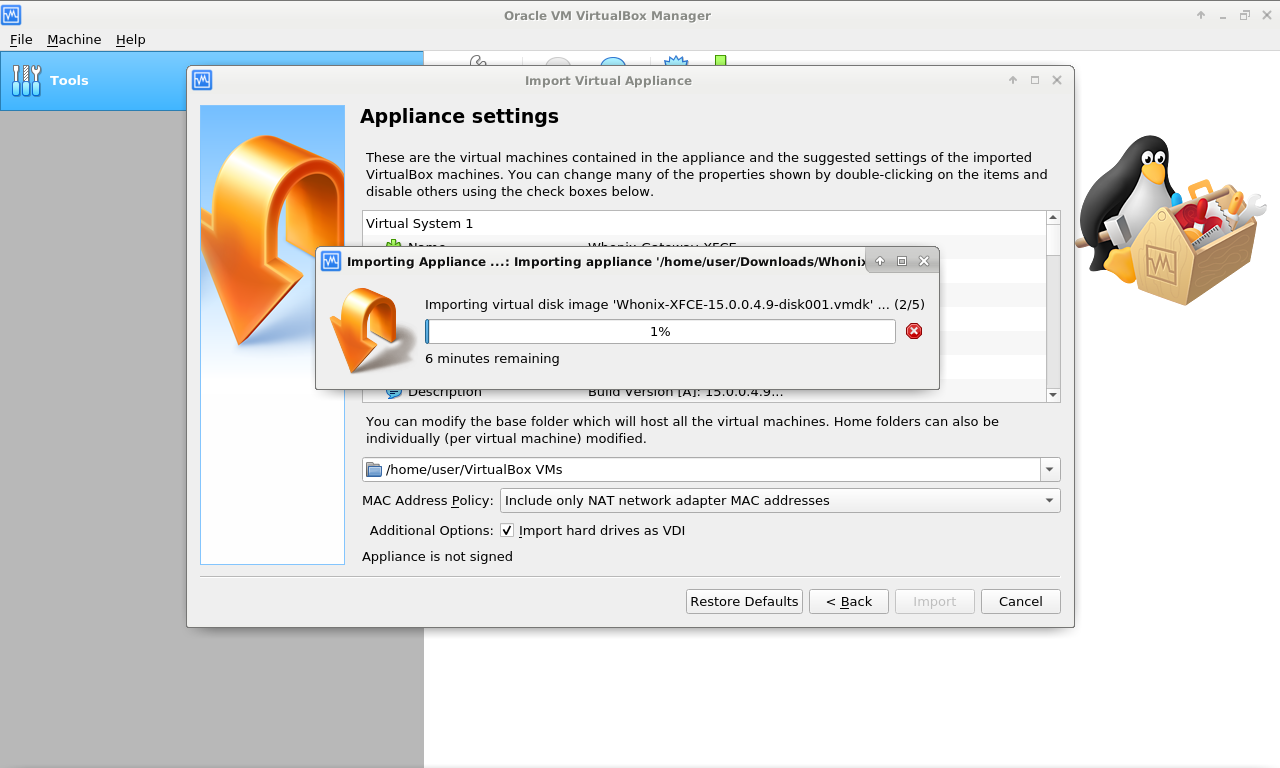 Oracle VM VirtualBox Manager
File Machine Help
Tools
Import Virtual Appliance
Appliance settings
These are the virtual machines contained in the appliance and the suggested settings of the imported
VirtualBox machines. You can change many of the properties shown by double-clicking on the items and
disable others using the check boxes below.
Virtual System 1
Name Whonix-Gateway-XFCE
Importing Appliance ...: Importing appliance '/home/user/Downloads/Whonix
Importing virtual disk image 'Whonix-XFCE-15.0.0.4.9-disk001.vmdk' ... (2/5)
1%
6 minutes remaining
Description Build Version [A]: 15.0.0.4.9...
You can modify the base folder which will host all the virtual machines. Home folders can also be
individually (per virtual machine) modified.
/home/user/VirtualBox VMs
MAC Address Policy: Include only NAT network adapter MAC addresses
Additional Options: Import hard drives as VDI
Appliance is not signed
Restore Defaults < Back Import Cancel